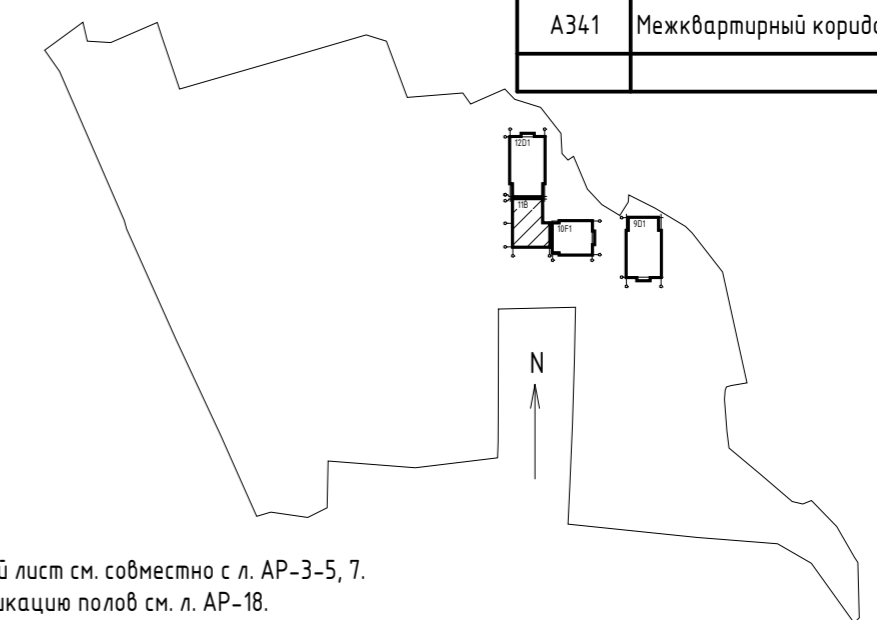 А341 Межквартирный коридо
12D1
11В
10F1
9D1
N
й лист см. совместно с л. АР-3-5, 7.
икацию полов см. л. АР-18.